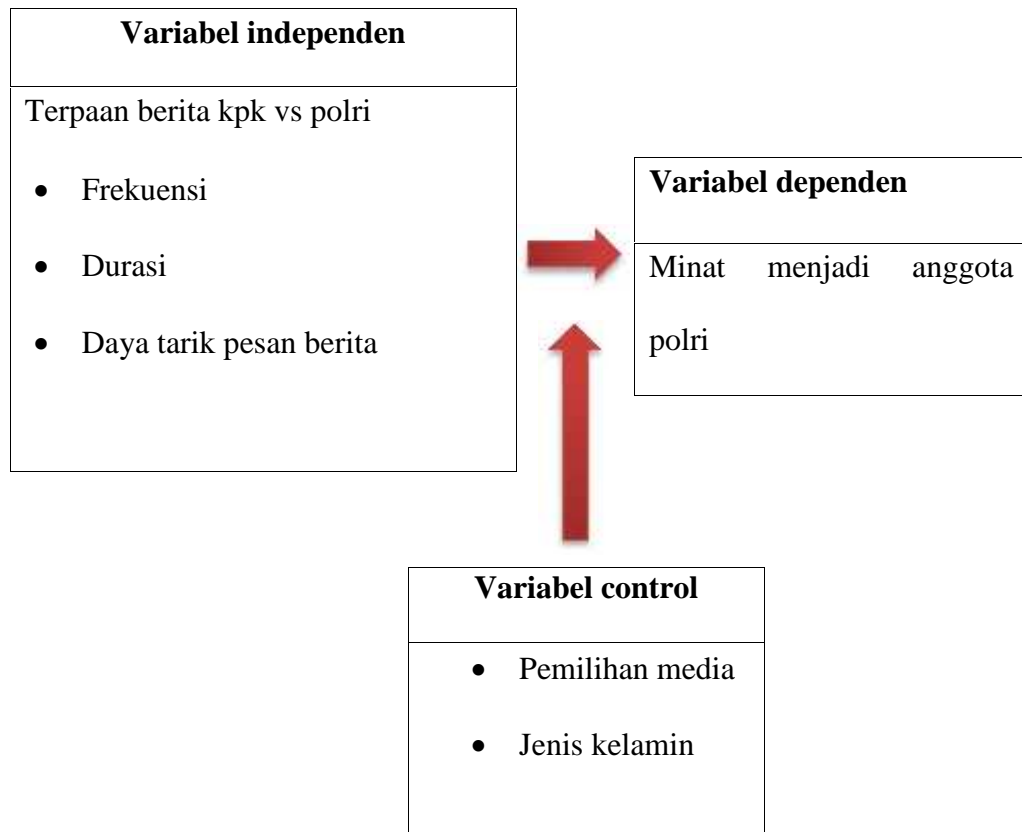 Variabel independen
Terpaan berita kpk vs polri
• Frekuensi
• Durasi
• Daya tarik pesan berita
Variabel dependen
Minat menjadi anggota
polri
Variabel control
• Pemilihan media
• Jenis kelamin